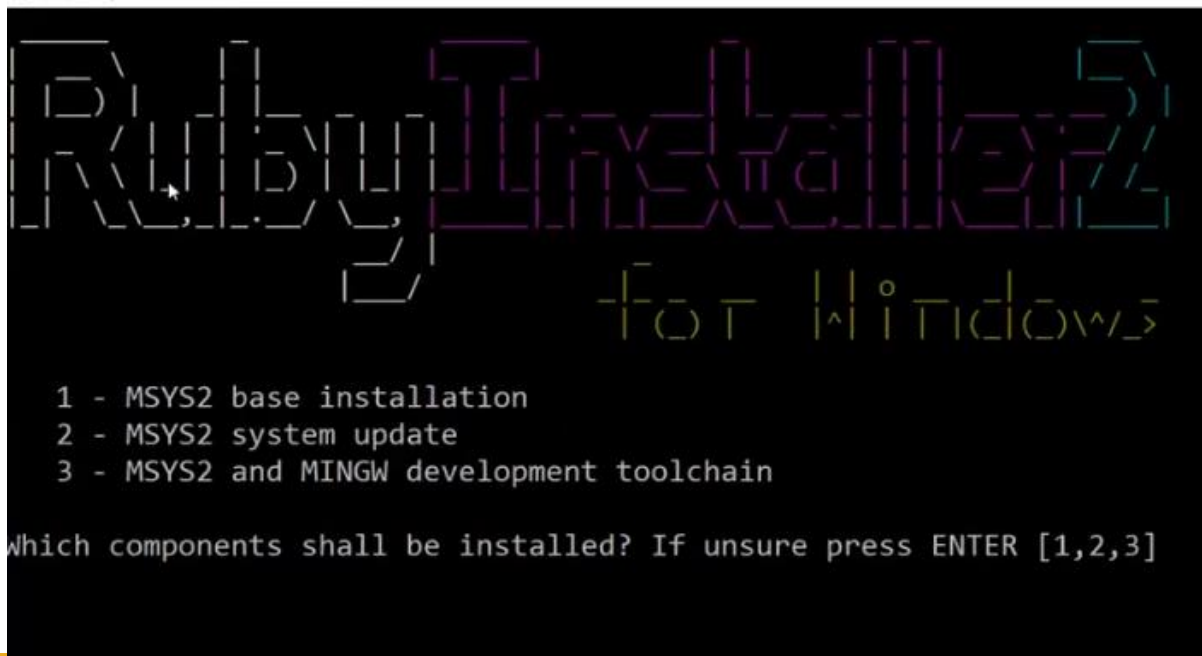 RubyInstaller2
for Windows
1 - MSYS2 base installation
2 - MSYS2 system update
3 - MSYS2 and MINGW development toolchain
Which components shall be installed? If unsure press ENTER [1,2,3]